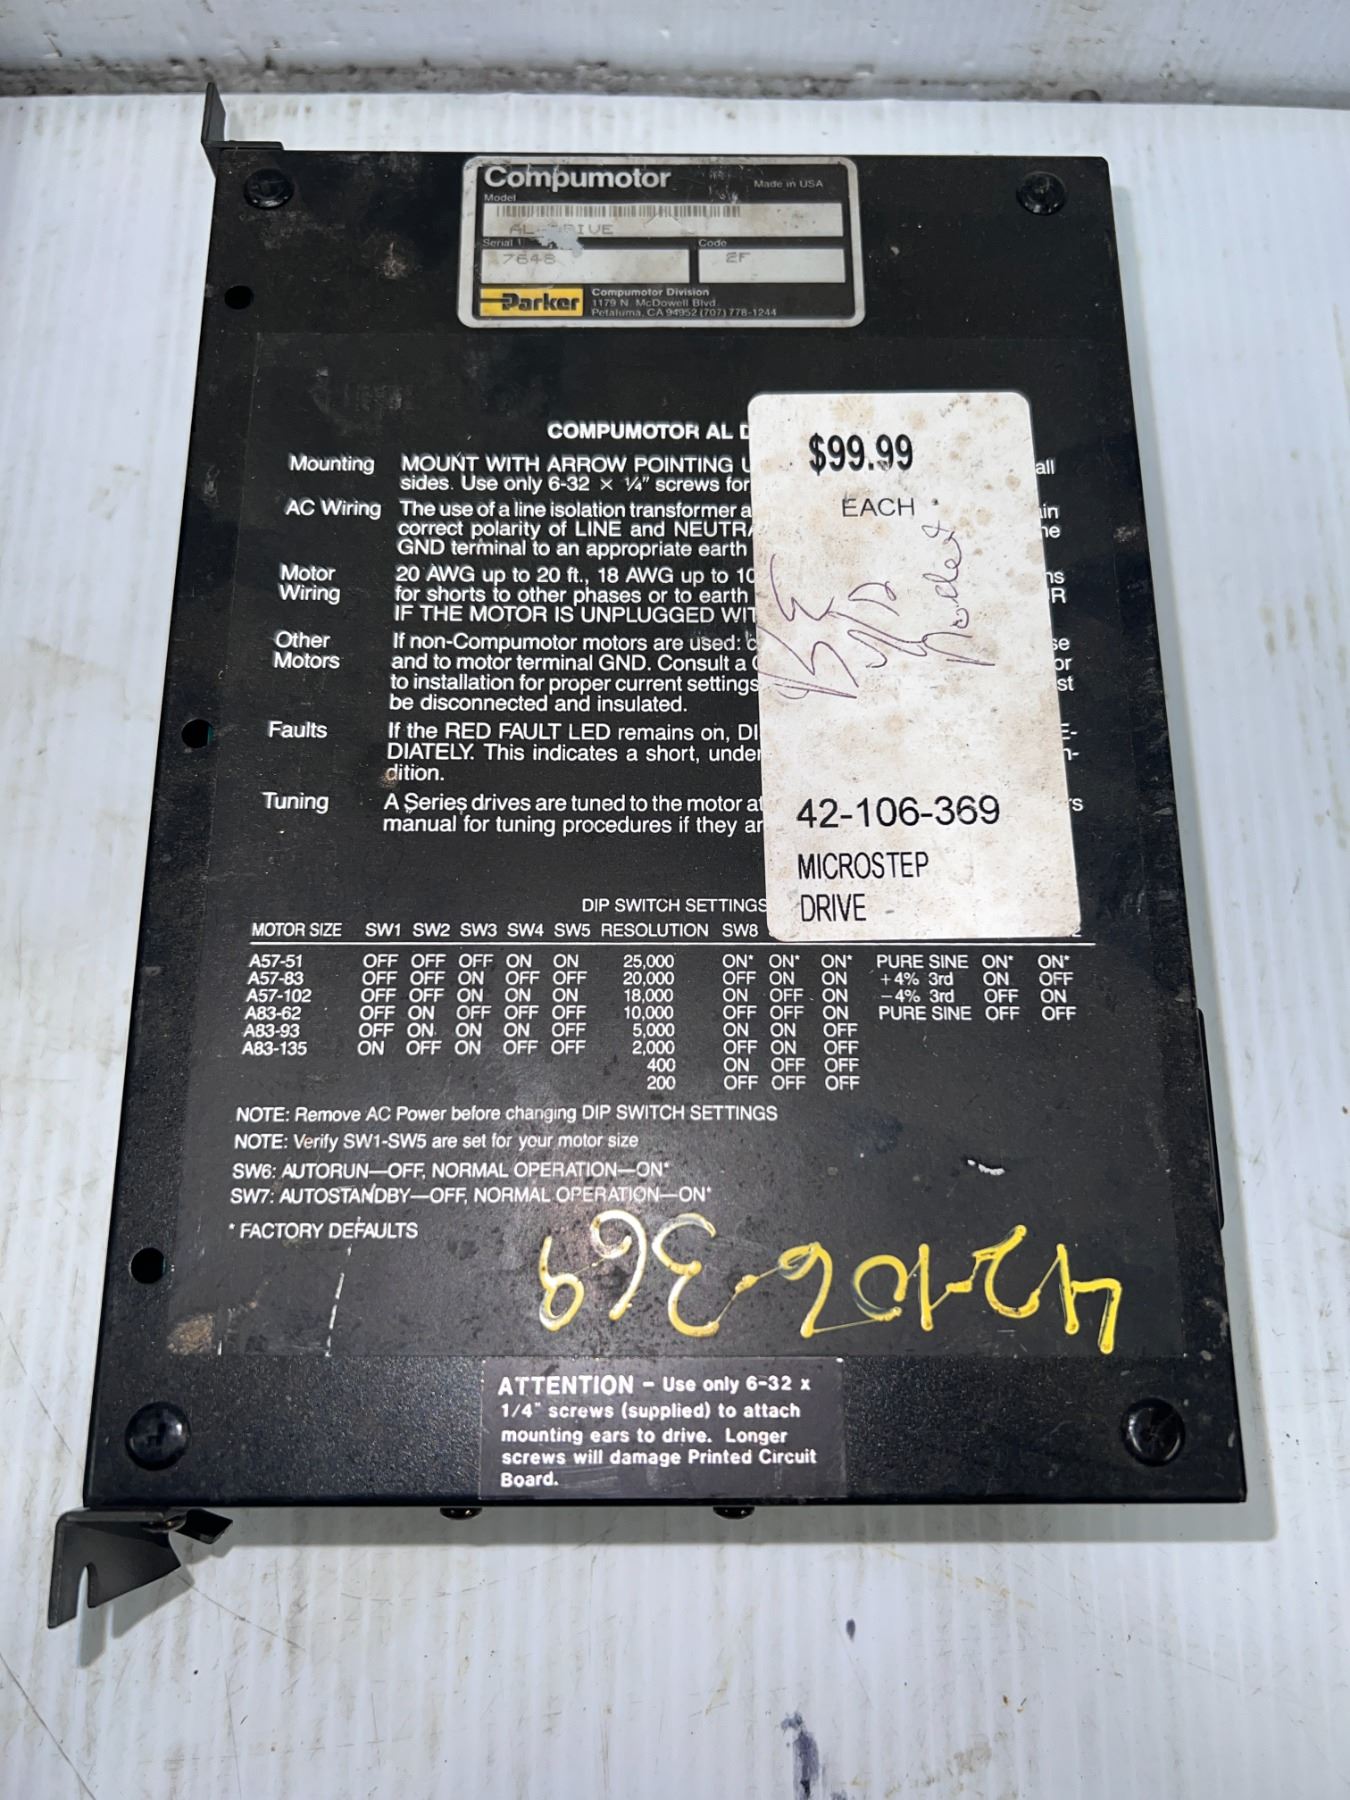 Compumotor
Made in USA
Model
Serial
7648
Code
2F
Parker
Compumotor Division
1179 N. McDowell Blvd.
Petaluma, CA 94952 (707) 778-1244
COMPUMOTOR AL
Mounting MOUNT WITH ARROW POINTING all
sides. Use only 6-32 × ¼" screws for
AC Wiring The use of a line isolation transformer
correct polarity of LINE and
GND terminal to an appropriate earth
Motor Wiring 20 AWG up to 20 ft., 18 AWG up to
for shorts to other phases or to earth
IF THE MOTOR IS UNPLUGGED
Other Motors If non-Compumotor motors are used:
and to motor terminal GND. Consult a
to installation for proper current settings
be disconnected and insulated.
Faults If the RED FAULT LED remains on,
DIATELY. This indicates a short,
dition.
Tuning A Series drives are tuned to the motor
manual for tuning procedures if they
$99.99
EACH
42-106-369
MICROSTEP
DRIVE
DIP SWITCH SETTINGS
MOTOR SIZE SW1 SW2 SW3 SW4 SW5 RESOLUTION SW8
A57-51 OFF OFF OFF ON ON 25,000 ON* ON* ON* PURE SINE ON* ON*
A57-83 OFF OFF ON OFF OFF 20,000 OFF ON ON +4% 3rd ON OFF
A57-102 OFF OFF ON ON ON 18,000 ON OFF ON -4% 3rd OFF ON
A83-62 OFF ON OFF OFF OFF 10,000 OFF OFF ON PURE SINE OFF OFF
A83-93 OFF ON ON ON OFF 5,000 ON ON OFF
A83-135 ON OFF ON OFF OFF 2,000 OFF ON OFF
400 ON OFF OFF
200 OFF OFF OFF
NOTE: Remove AC Power before changing DIP SWITCH SETTINGS
NOTE: Verify SW1-SW5 are set for your motor size
SW6: AUTORUN—OFF, NORMAL OPERATION—ON*
SW7: AUTOSTANDBY—OFF, NORMAL OPERATION—ON*
* FACTORY DEFAULTS
42-106-369
ATTENTION - Use only 6-32 x
1/4" screws (supplied) to attach
mounting ears to drive. Longer
screws will damage Printed Circuit
Board.